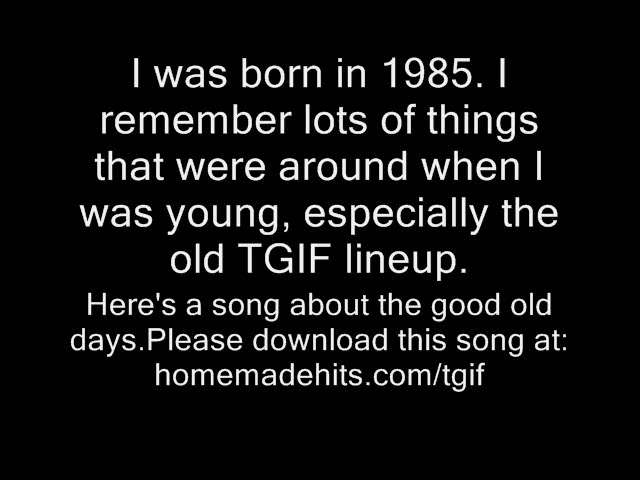 I was born in 1985. I
remember lots of things
that were around when I
was young, especially the
old TGIF lineup.
Here's a song about the good old
days.Please download this song at:
homemadehits.com/tgif